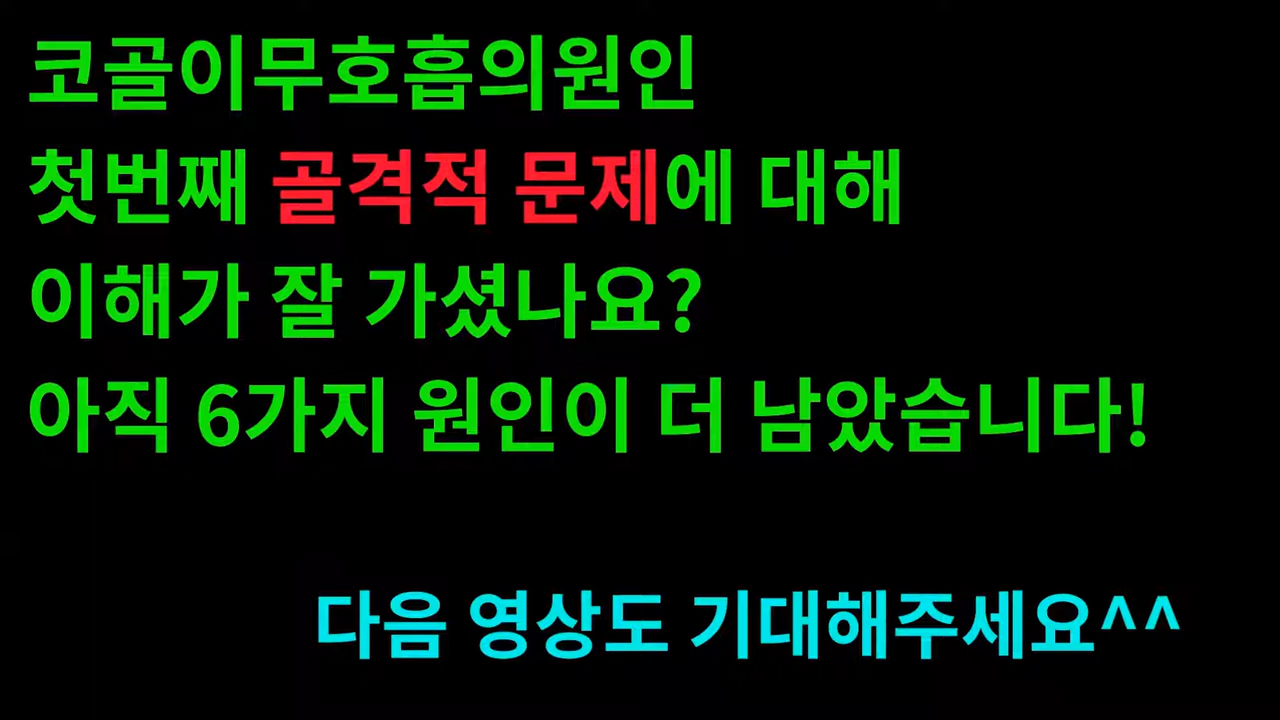 코골이무호흡의원인
첫번째 골격적 문제에 대해
이해가 잘 가셨나요?
아직 6가지 원인이 더 남았습니다!
다음 영상도 기대해주세요^^